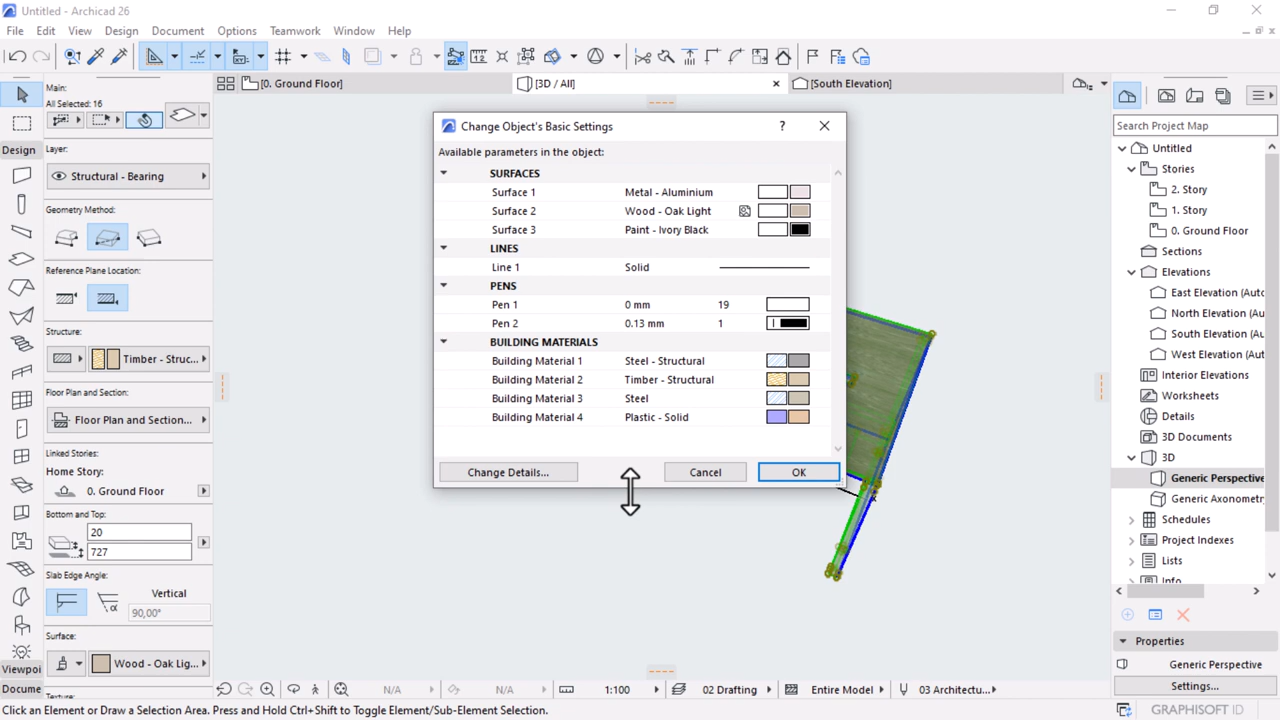 Untitled - Archicad 26
File Edit View Design Document Options Teamwork Window Help
[0. Ground Floor]
[3D / All]
[South Elevation]
Main:
All Selected: 16
Layer:
Structural - Bearing
Geometry Method:
Reference Plane Location:
Structure:
Timber - Struc...
Floor Plan and Section:
Floor Plan and Section...
Linked Stories:
Home Story:
0. Ground Floor
Bottom and Top:
20
727
Slab Edge Angle:
Vertical
90,00°
Surface:
Wood - Oak Lig...
Design
Viewpoi
Docume
Change Object's Basic Settings
Available parameters in the object:
SURFACES
Surface 1 Metal - Aluminium
Surface 2 Wood - Oak Light
Surface 3 Paint - Ivory Black
LINES
Line 1 Solid
PENS
Pen 1 0 mm 19
Pen 2 0.13 mm 1
BUILDING MATERIALS
Building Material 1 Steel - Structural
Building Material 2 Timber - Structural
Building Material 3 Steel
Building Material 4 Plastic - Solid
Change Details...
Cancel
OK
Search Project Map
Untitled
Stories
2. Story
1. Story
0. Ground Floor
Sections
Elevations
East Elevation (Auto
North Elevation (Au
South Elevation (Au
West Elevation (Aut
Interior Elevations
Worksheets
Details
3D Documents
3D
Generic Perspective
Generic Axonometr
Schedules
Project Indexes
Lists
Properties
Generic Perspective
Settings...
N/A
N/A
1:100
02 Drafting
Entire Model
03 Architectu...
Click an Element or Draw a Selection Area. Press and Hold Ctrl+Shift to Toggle Element/Sub-Element Selection.
GRAPHISOFT ID